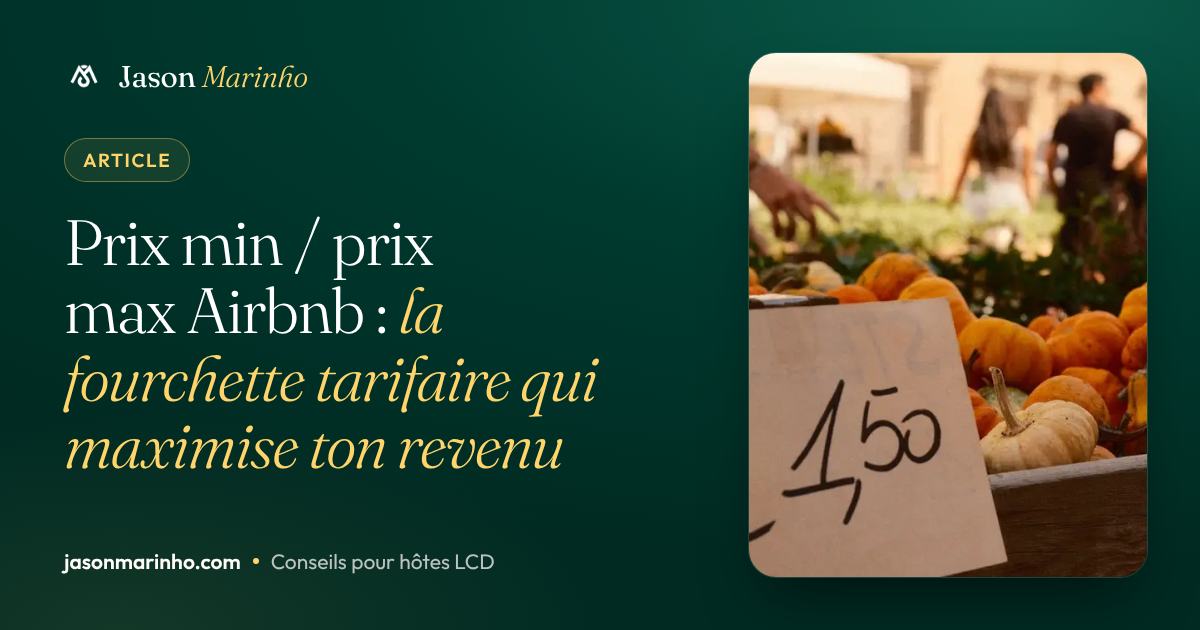 Jason Marinho
ARTICLE
Prix min / prix
max Airbnb : la
fourchette tarifaire qui
maximise ton revenu
jasonmarinho.com • Conseils pour hôtes LCD
1,50